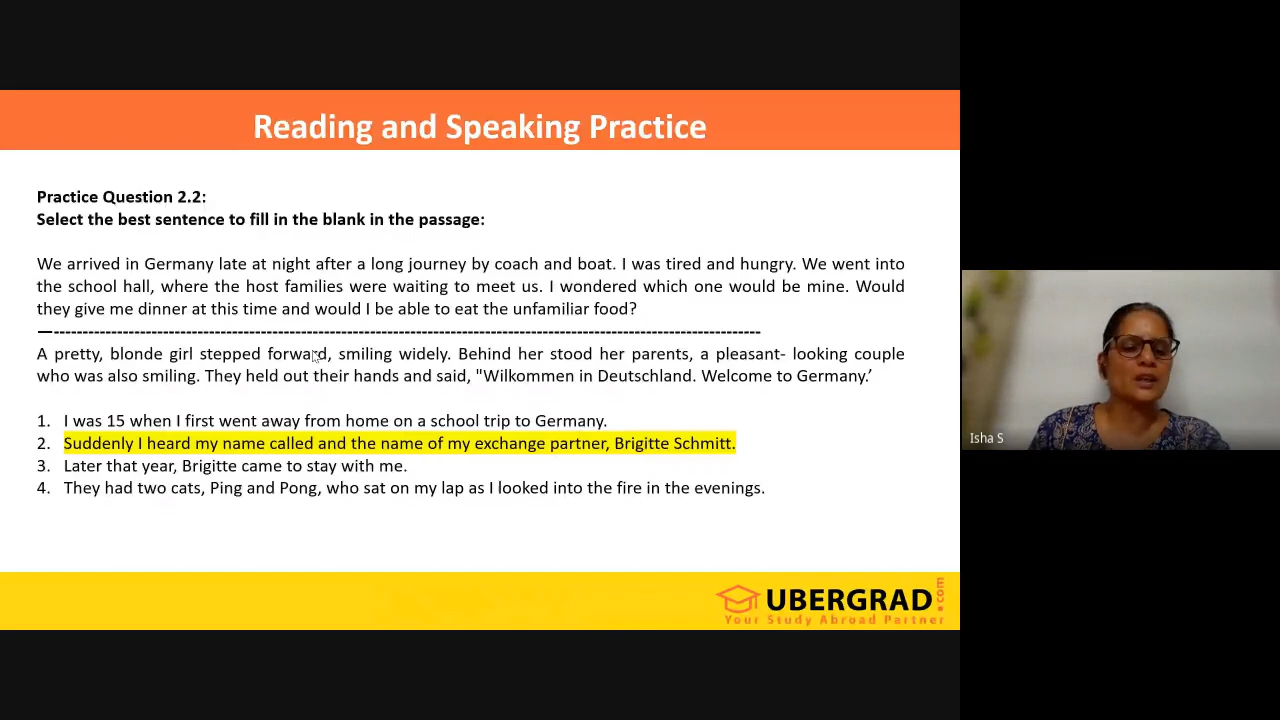 Reading and Speaking Practice
Practice Question 2.2:
Select the best sentence to fill in the blank in the passage:
We arrived in Germany late at night after a long journey by coach and boat. I was tired and hungry. We went into
the school hall, where the host families were waiting to meet us. I wondered which one would be mine. Would
they give me dinner at this time and would I be able to eat the unfamiliar food?
—-------------------------------------------------------------------------------------------------------------------------
A pretty, blonde girl stepped forward, smiling widely. Behind her stood her parents, a pleasant- looking couple
who was also smiling. They held out their hands and said, "Wilkommen in Deutschland. Welcome to Germany.’
1. I was 15 when I first went away from home on a school trip to Germany.
2. Suddenly I heard my name called and the name of my exchange partner, Brigitte Schmitt.
3. Later that year, Brigitte came to stay with me.
4. They had two cats, Ping and Pong, who sat on my lap as I looked into the fire in the evenings.
Isha S
UBERGRAD.com
Your Study Abroad Partner